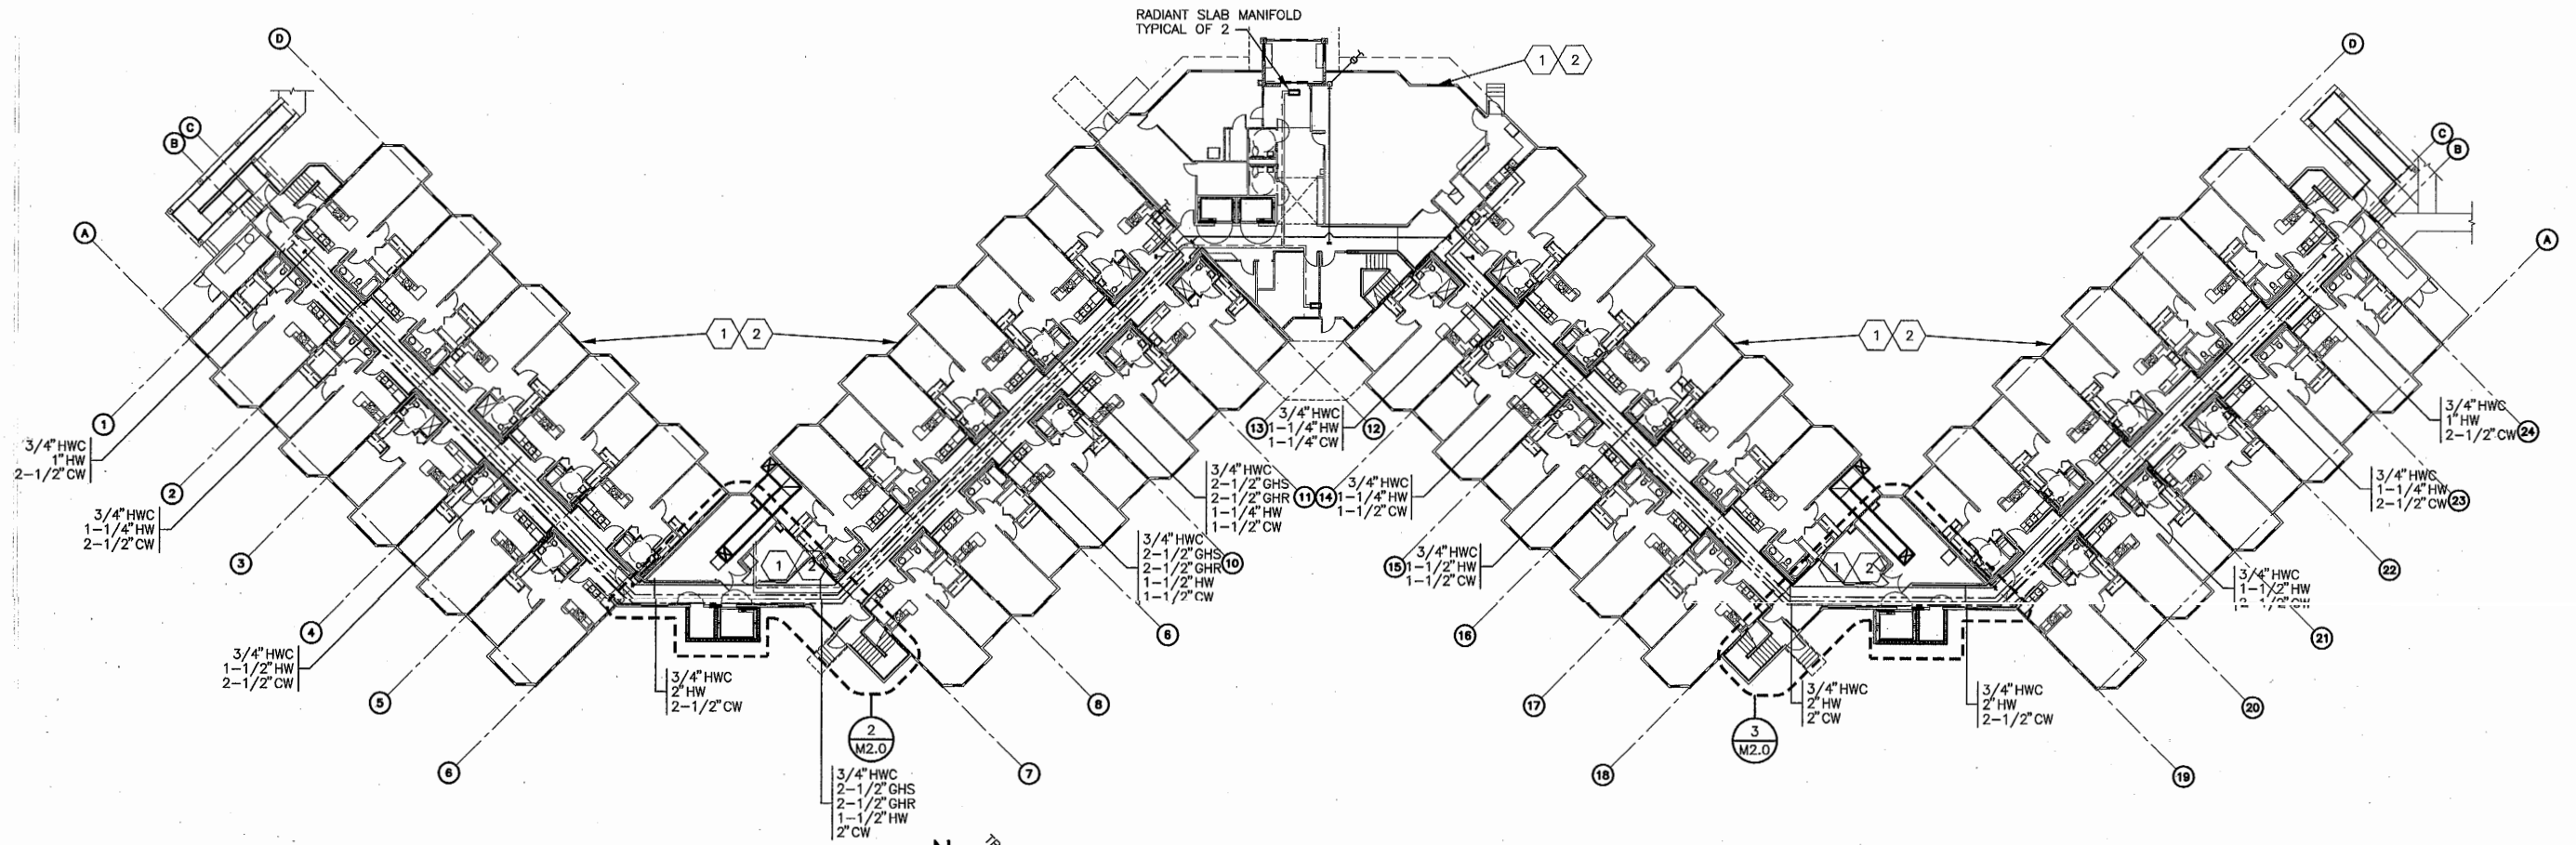 RADIANT SLAB MANIFOLD
TYPICAL OF 2
D
1 2
D
C
B
C
B
A
A
1 2
1 2
1
3/4" HWC
1" HW
2-1/2" CW
2
3/4" HWC
1-1/4" HW
2-1/2" CW
3
4
3/4" HWC
1-1/2" HW
2-1/2" CW
5
6
1 2
3/4" HWC
2" HW
2-1/2" CW
2
M2.0
3/4" HWC
2-1/2" GHS
2-1/2" GHR
1-1/2" HW
2" CW
7
8
6
3/4" HWC
2-1/2" GHS
2-1/2" GHR
1-1/2" HW
1-1/2" CW
10
3/4" HWC
2-1/2" GHS
2-1/2" GHR
1-1/4" HW
1-1/2" CW
11
13
3/4" HWC
1-1/4" HW
1-1/4" CW
12
14
3/4" HWC
1-1/4" HW
1-1/2" CW
15
3/4" HWC
1-1/2" HW
1-1/2" CW
16
17
18
1 2
3
M2.0
3/4" HWC
2" HW
2" CW
3/4" HWC
2" HW
2-1/2" CW
19
20
21
3/4" HWC
1-1/2" HW
2-1/2" CW
22
3/4" HWC
1-1/4" HW
2-1/2" CW
23
3/4" HWC
1" HW
2-1/2" CW
24
N